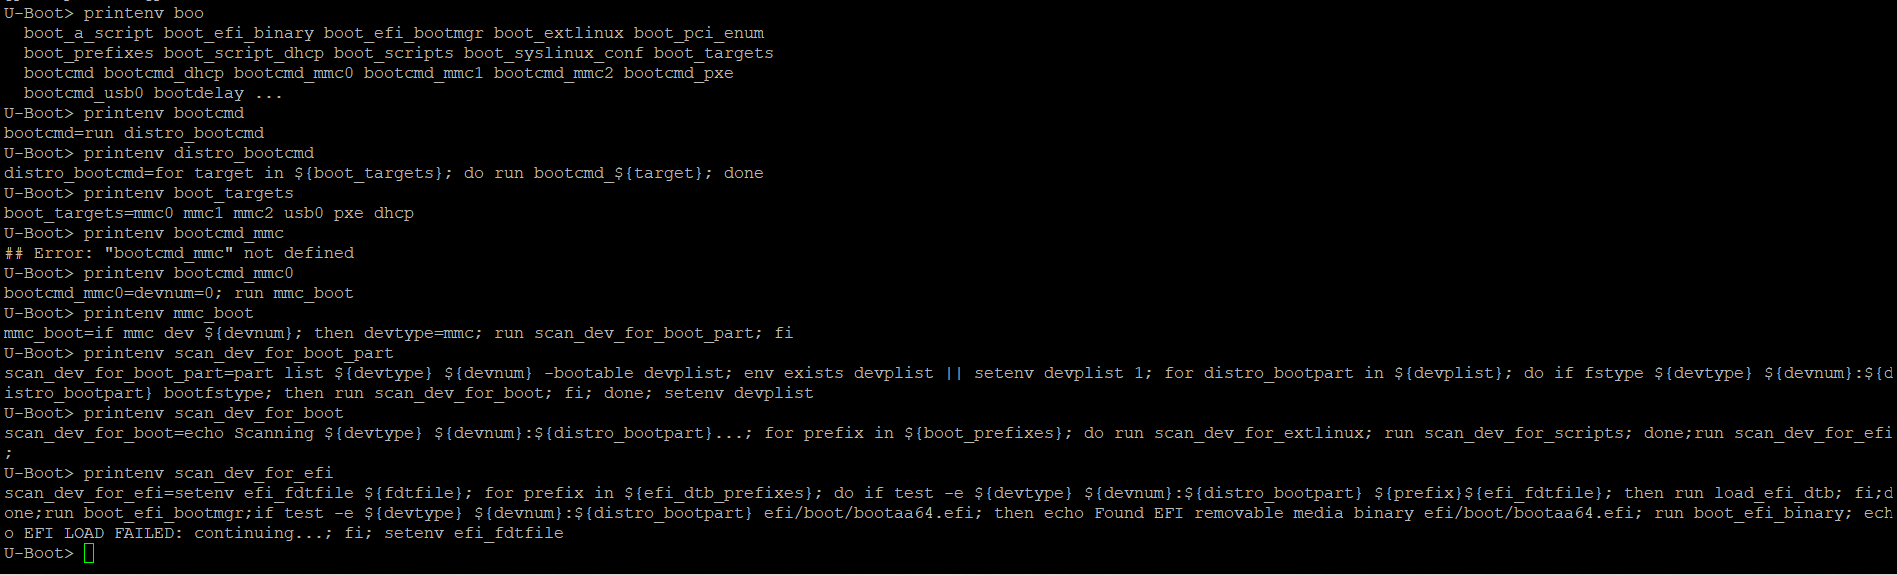 U-Boot> printenv boo
  boot_a_script boot_efi_binary boot_efi_bootmgr boot_extlinux boot_pci_enum
  boot_prefixes boot_script_dhcp boot_scripts boot_syslinux_conf boot_targets
  bootcmd bootcmd_dhcp bootcmd_mmc0 bootcmd_mmc1 bootcmd_mmc2 bootcmd_pxe
  bootcmd_usb0 bootdelay ...
U-Boot> printenv bootcmd
bootcmd=run distro_bootcmd
U-Boot> printenv distro_bootcmd
distro_bootcmd=for target in ${boot_targets}; do run bootcmd_${target}; done
U-Boot> printenv boot_targets
boot_targets=mmc0 mmc1 mmc2 usb0 pxe dhcp
U-Boot> printenv bootcmd_mmc
## Error: "bootcmd_mmc" not defined
U-Boot> printenv bootcmd_mmc0
bootcmd_mmc0=devnum=0; run mmc_boot
U-Boot> printenv mmc_boot
mmc_boot=if mmc dev ${devnum}; then devtype=mmc; run scan_dev_for_boot_part; fi
U-Boot> printenv scan_dev_for_boot_part
scan_dev_for_boot_part=part list ${devtype} ${devnum} -bootable devplist; env exists devplist || setenv devplist 1; for distro_bootpart in ${devplist}; do if fstype ${devtype} ${devnum}:${d
istro_bootpart} bootfstype; then run scan_dev_for_boot; fi; done; setenv devplist
U-Boot> printenv scan_dev_for_boot
scan_dev_for_boot=echo Scanning ${devtype} ${devnum}:${distro_bootpart}...; for prefix in ${boot_prefixes}; do run scan_dev_for_extlinux; run scan_dev_for_scripts; done;run scan_dev_for_efi
;
U-Boot> printenv scan_dev_for_efi
scan_dev_for_efi=setenv efi_fdtfile ${fdtfile}; for prefix in ${efi_dtb_prefixes}; do if test -e ${devtype} ${devnum}:${distro_bootpart} ${prefix}${efi_fdtfile}; then run load_efi_dtb; fi;d
one;run boot_efi_bootmgr;if test -e ${devtype} ${devnum}:${distro_bootpart} efi/boot/bootaa64.efi; then echo Found EFI removable media binary efi/boot/bootaa64.efi; run boot_efi_binary; ech
o EFI LOAD FAILED: continuing...; fi; setenv efi_fdtfile
U-Boot>